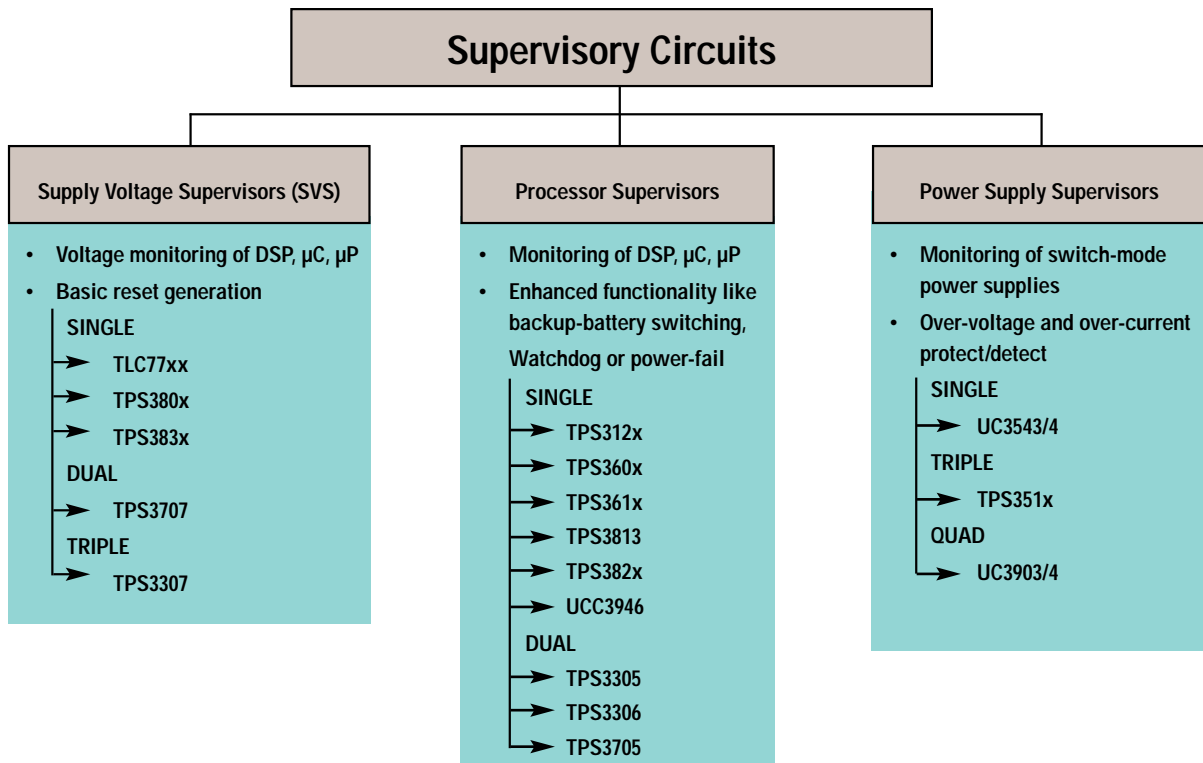 Supervisory Circuits
Supply Voltage Supervisors (SVS)
• Voltage monitoring of DSP, µC, µP
• Basic reset generation
SINGLE
TLC77xx
TPS380x
TPS383x
DUAL
TPS3707
TRIPLE
TPS3307
Processor Supervisors
• Monitoring of DSP, µC, µP
• Enhanced functionality like
backup-battery switching,
Watchdog or power-fail
SINGLE
TPS312x
TPS360x
TPS361x
TPS3813
TPS382x
UCC3946
DUAL
TPS3305
TPS3306
TPS3705
Power Supply Supervisors
• Monitoring of switch-mode
power supplies
• Over-voltage and over-current
protect/detect
SINGLE
UC3543/4
TRIPLE
TPS351x
QUAD
UC3903/4